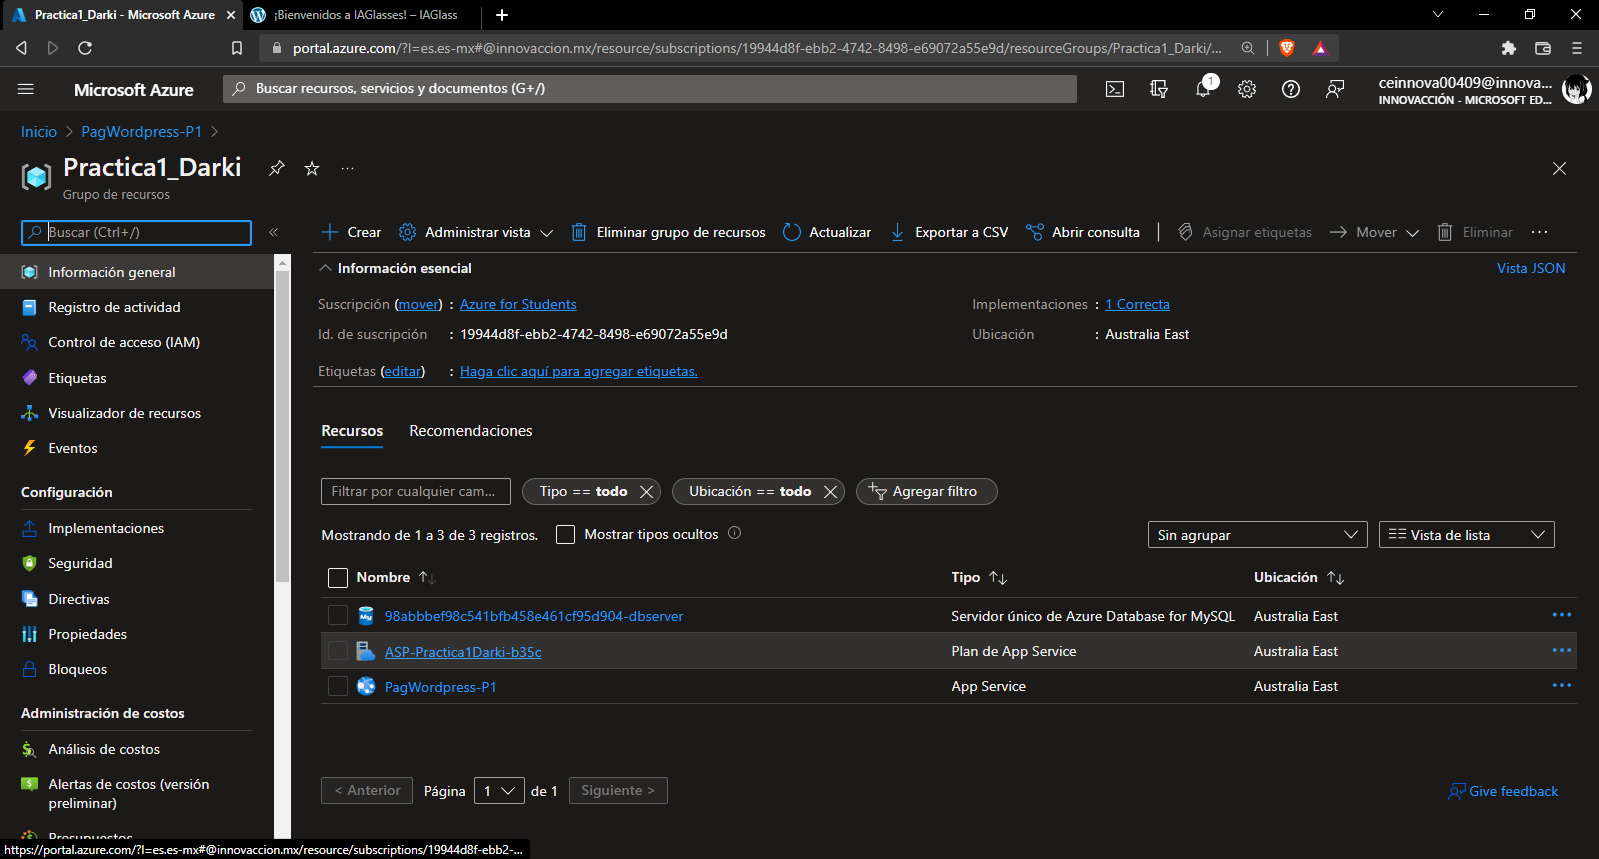 Practica1_Darki - Microsoft Azure
¡Bienvenidos a IAGlasses! – IAGlass
portal.azure.com/?l=es.es-mx#@innovaccion.mx/resource/subscriptions/19944d8f-ebb2-4742-8498-e69072a55e9d/resourceGroups/Practica1_Darki/...
Microsoft Azure
Buscar recursos, servicios y documentos (G+/)
1
ceinnova00409@innova...
INNOVACCIÓN - MICROSOFT ED...
Inicio > PagWordpress-P1 >
Practica1_Darki
...
Grupo de recursos
Buscar (Ctrl+/)
«
Crear
Administrar vista
Eliminar grupo de recursos
Actualizar
Exportar a CSV
Abrir consulta
Asignar etiquetas
Mover
Eliminar
...
Información general
Registro de actividad
Control de acceso (IAM)
Etiquetas
Visualizador de recursos
Eventos
Configuración
Implementaciones
Seguridad
Directivas
Propiedades
Bloqueos
Administración de costos
Análisis de costos
Alertas de costos (versión
preliminar)
Presupuestos
Información esencial
Vista JSON
Suscripción (mover) : Azure for Students
Implementaciones : 1 Correcta
Id. de suscripción : 19944d8f-ebb2-4742-8498-e69072a55e9d
Ubicación : Australia East
Etiquetas (editar) : Haga clic aquí para agregar etiquetas.
Recursos
Recomendaciones
Filtrar por cualquier cam...
Tipo == todo
Ubicación == todo
Agregar filtro
Mostrando de 1 a 3 de 3 registros.
Mostrar tipos ocultos
Sin agrupar
Vista de lista
Nombre ↑↓ Tipo ↑↓ Ubicación ↑↓
98abbbef98c541bfb458e461cf95d904-dbserver Servidor único de Azure Database for MySQL Australia East ...
ASP-Practica1Darki-b35c Plan de App Service Australia East ...
PagWordpress-P1 App Service Australia East ...
< Anterior
Página 1 de 1
Siguiente >
Give feedback
https://portal.azure.com/?l=es.es-mx#@innovaccion.mx/resource/subscriptions/19944d8f-ebb2-...